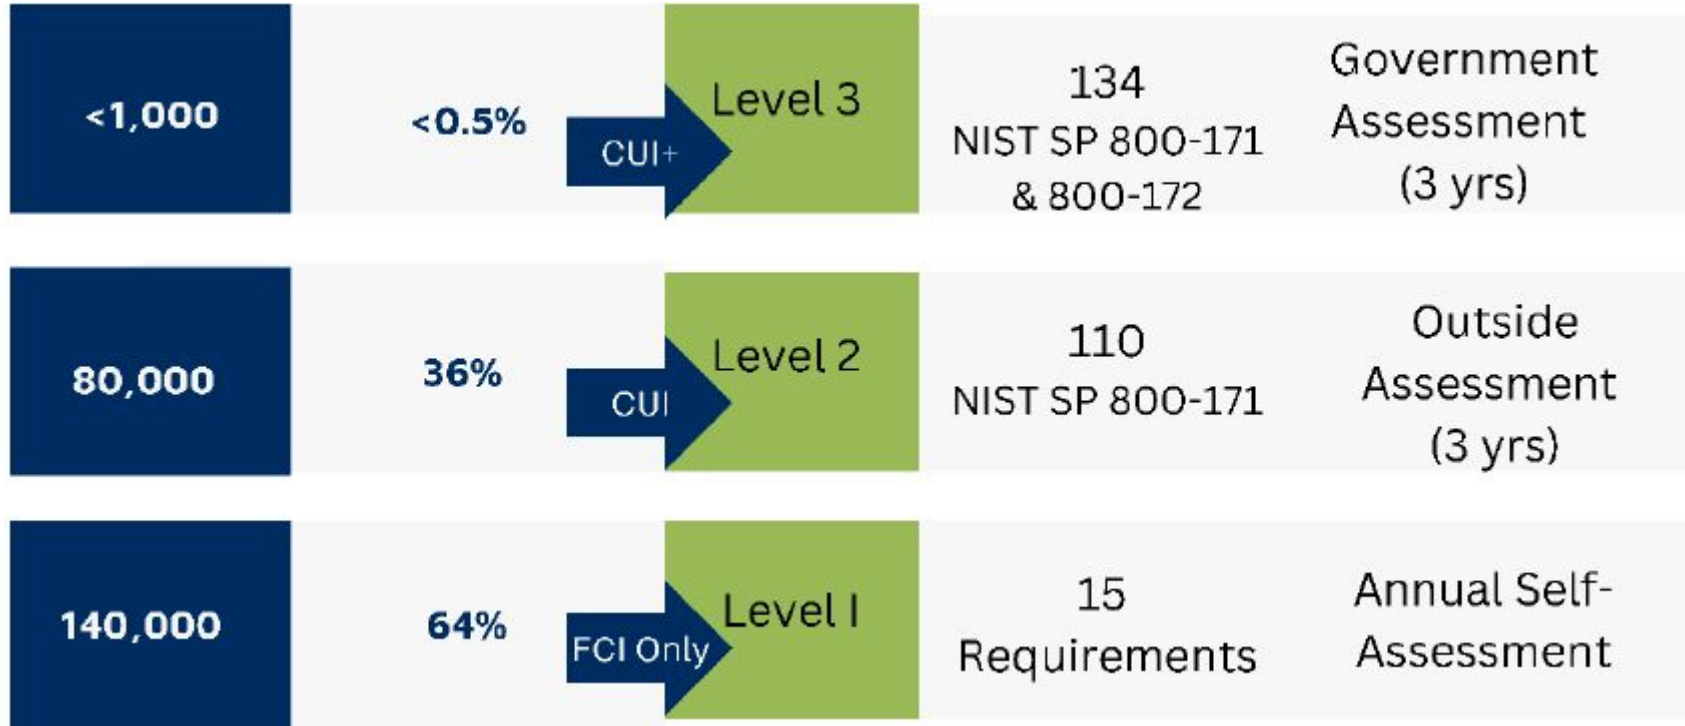 <1,000
<0.5%
CUI+
Level 3
134
NIST SP 800-171
& 800-172
Government
Assessment
(3 yrs)
80,000
36%
CUI
Level 2
110
NIST SP 800-171
Outside
Assessment
(3 yrs)
140,000
64%
FCI Only
Level I
15
Requirements
Annual Self-
Assessment